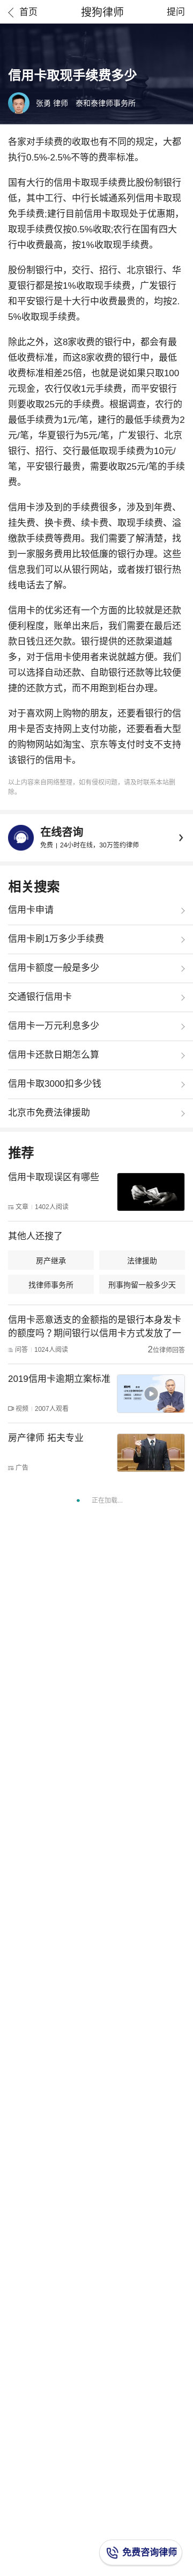 首页
搜狗律师
提问
信用卡取现手续费多少
张勇 律师 泰和泰律师事务所
各家对手续费的收取也有不同的规定，大都
执行的0.5%-2.5%不等的费率标准。
国有大行的信用卡取现手续费比股份制银行
低，其中工行、中行长城通系列信用卡取现
免手续费;建行目前信用卡取现处于优惠期，
取现手续费仅按0.5%收取;农行在国有四大
行中收费最高，按1%收取现手续费。
股份制银行中，交行、招行、北京银行、华
夏银行都是按1%收取现手续费，广发银行
和平安银行是十大行中收费最贵的，均按2.
5%收取现手续费。
除此之外，这8家收费的银行中，都会有最
低收费标准，而这8家收费的银行中，最低
收费标准相差25倍，也就是说如果只取100
元现金，农行仅收1元手续费，而平安银行
则要收取25元的手续费。根据调查，农行的
最低手续费为1元/笔，建行的最低手续费为2
元/笔，华夏银行为5元/笔，广发银行、北京
银行、招行、交行最低取现手续费为10元/
笔，平安银行最贵，需要收取25元/笔的手续
费。
信用卡涉及到的手续费很多，涉及到年费、
挂失费、换卡费、续卡费、取现手续费、溢
缴款手续费等费用。我们需要了解清楚，找
到一家服务费用比较低廉的银行办理。这些
信息我们可以从银行网站，或者拨打银行热
线电话去了解。
信用卡的优劣还有一个方面的比较就是还款
便利程度，账单出来后，我们需要在最后还
款日钱且还欠款。银行提供的还款渠道越
多，对于信用卡使用者来说就越方便。我们
可以选择自动还款、自助银行还款等比较便
捷的还款方式，而不用跑到柜台办理。
对于喜欢网上购物的朋友，还要看银行的信
用卡是否支持网上支付功能，还要看看大型
的购物网站如淘宝、京东等支付时支不支持
该银行的信用卡。
以上内容来自网络整理，如有侵权问题，请及时联系本站删
除。
在线咨询
免费 | 24小时在线，30万签约律师
相关搜索
信用卡申请
信用卡刷1万多少手续费
信用卡额度一般是多少
交通银行信用卡
信用卡一万元利息多少
信用卡还款日期怎么算
信用卡取3000扣多少钱
北京市免费法律援助
推荐
信用卡取现误区有哪些
文章 · 1402人阅读
其他人还搜了
房产继承
法律援助
找律师事务所
刑事拘留一般多少天
信用卡恶意透支的金额指的是银行本身发卡
的额度吗？期间银行以信用卡方式发放了一
问答 · 1024人阅读
2位律师回答
2019信用卡逾期立案标准
视频 · 2007人观看
房产律师 拓夫专业
广告
正在加载...
免费咨询律师